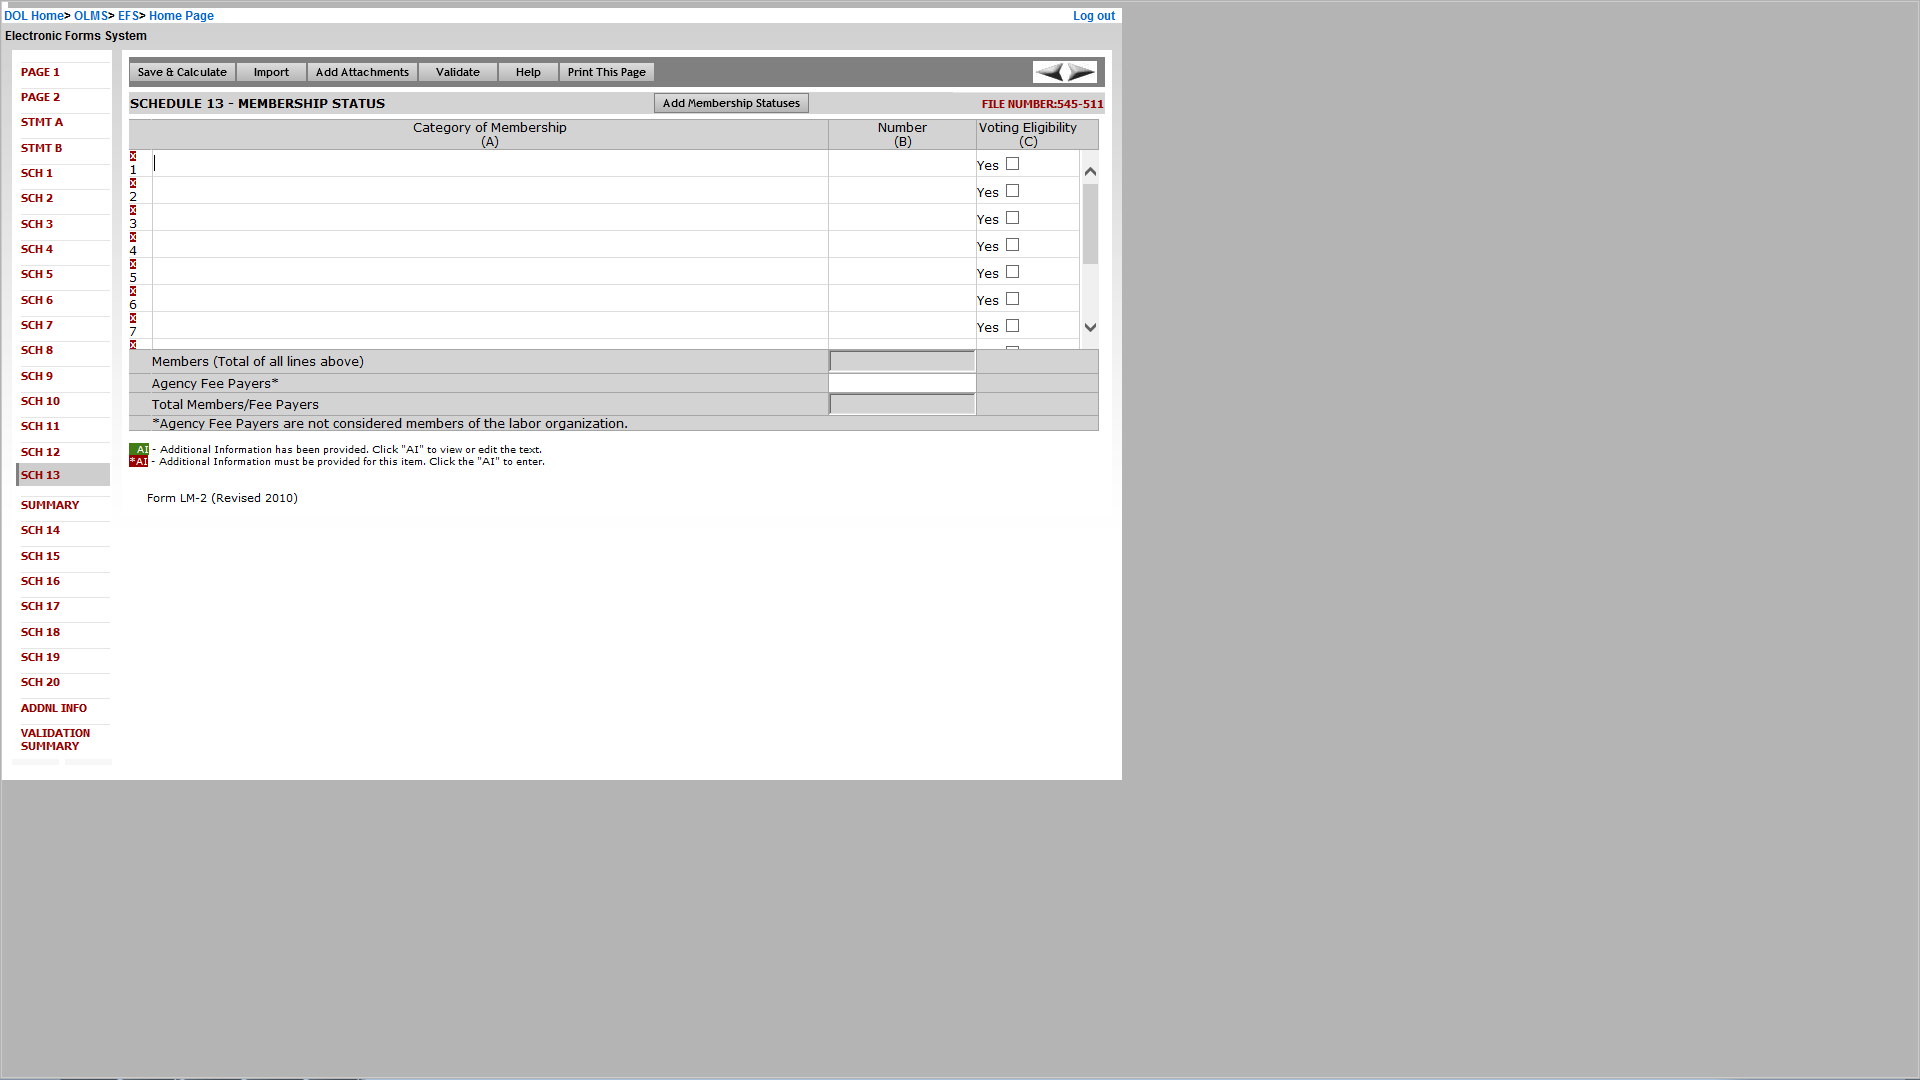 DOL Home> OLMS> EFS> Home Page Log out
Electronic Forms System
PAGE 1
PAGE 2
STMT A
STMT B
SCH 1
SCH 2
SCH 3
SCH 4
SCH 5
SCH 6
SCH 7
SCH 8
SCH 9
SCH 10
SCH 11
SCH 12
SCH 13
SUMMARY
SCH 14
SCH 15
SCH 16
SCH 17
SCH 18
SCH 19
SCH 20
ADDNL INFO
VALIDATION
SUMMARY
Save & Calculate Import Add Attachments Validate Help Print This Page
SCHEDULE 13 - MEMBERSHIP STATUS Add Membership Statuses FILE NUMBER:545-511
Category of Membership Number Voting Eligibility
(A) (B) (C)
x
1 Yes
x
2 Yes
x
3 Yes
x
4 Yes
x
5 Yes
x
6 Yes
x
7 Yes
x
Members (Total of all lines above)
Agency Fee Payers*
Total Members/Fee Payers
*Agency Fee Payers are not considered members of the labor organization.
AI - Additional Information has been provided. Click "AI" to view or edit the text.
*AI - Additional Information must be provided for this item. Click the "AI" to enter.
Form LM-2 (Revised 2010)